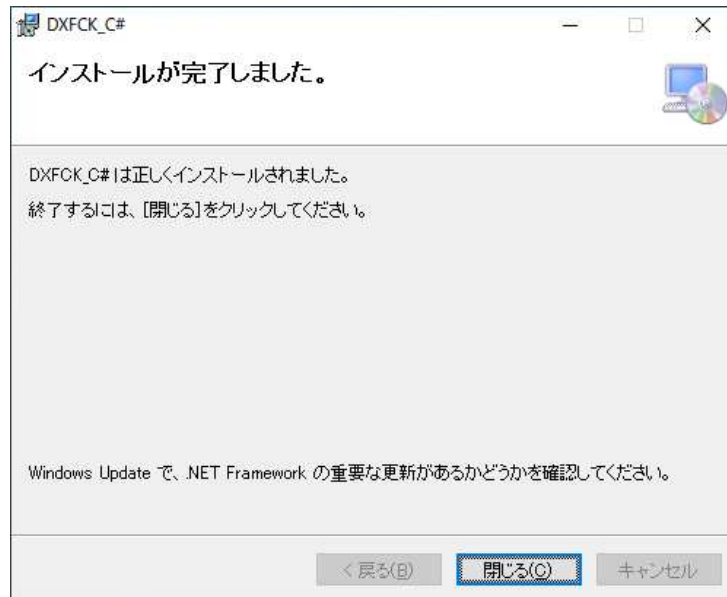 DXFCK_C#
インストールが完了しました。
DXFCK_C# は正しくインストールされました。
終了するには、[閉じる]をクリックしてください。
Windows Update で、.NET Framework の重要な更新があるかどうかを確認してください。
< 戻る(B)
閉じる(C)
キャンセル